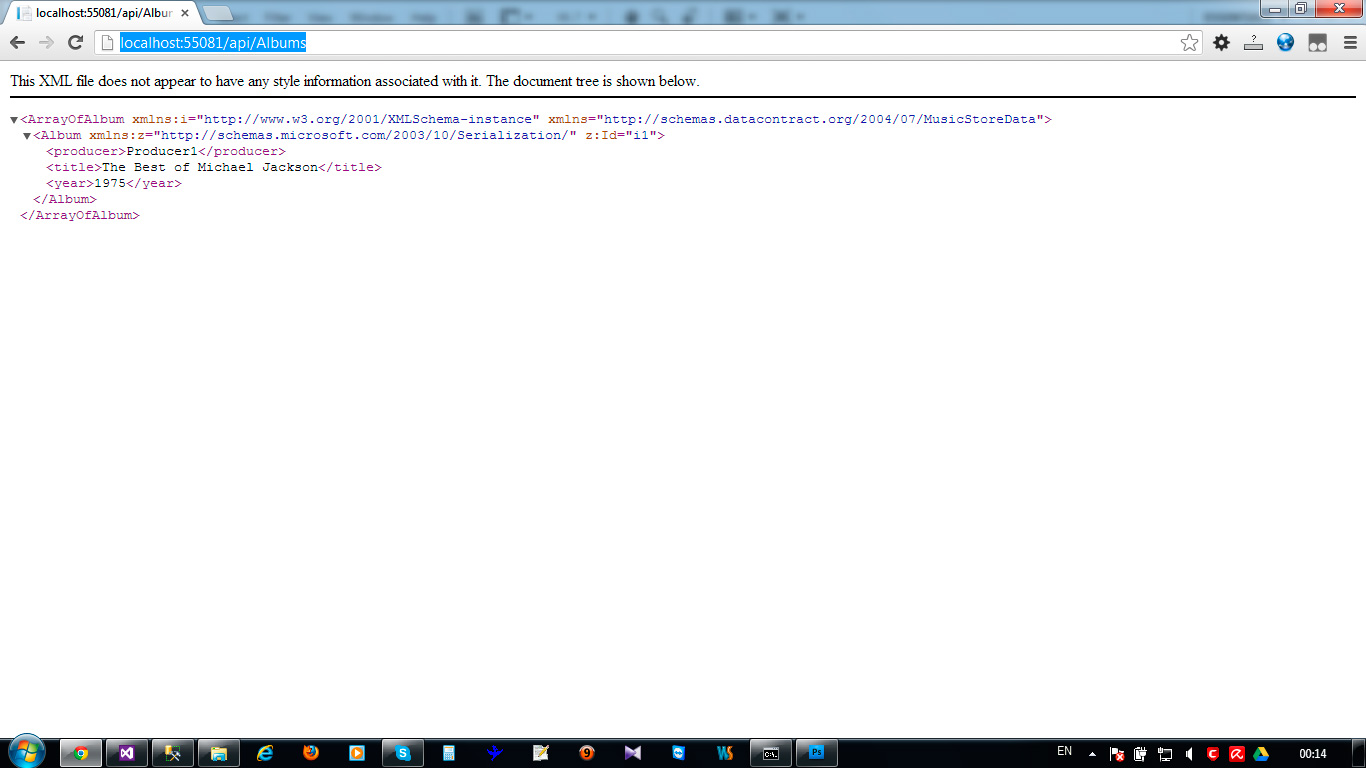 localhost:55081/api/Albur
localhost:55081/api/Albums
This XML file does not appear to have any style information associated with it. The document tree is shown below.
<ArrayOfAlbum xmlns:i="http://www.w3.org/2001/XMLSchema-instance" xmlns="http://schemas.datacontract.org/2004/07/MusicStoreData">
<Album xmlns:z="http://schemas.microsoft.com/2003/10/Serialization/" z:Id="i1">
<producer>Producer1</producer>
<title>The Best of Michael Jackson</title>
<year>1975</year>
</Album>
</ArrayOfAlbum>
EN
00:14